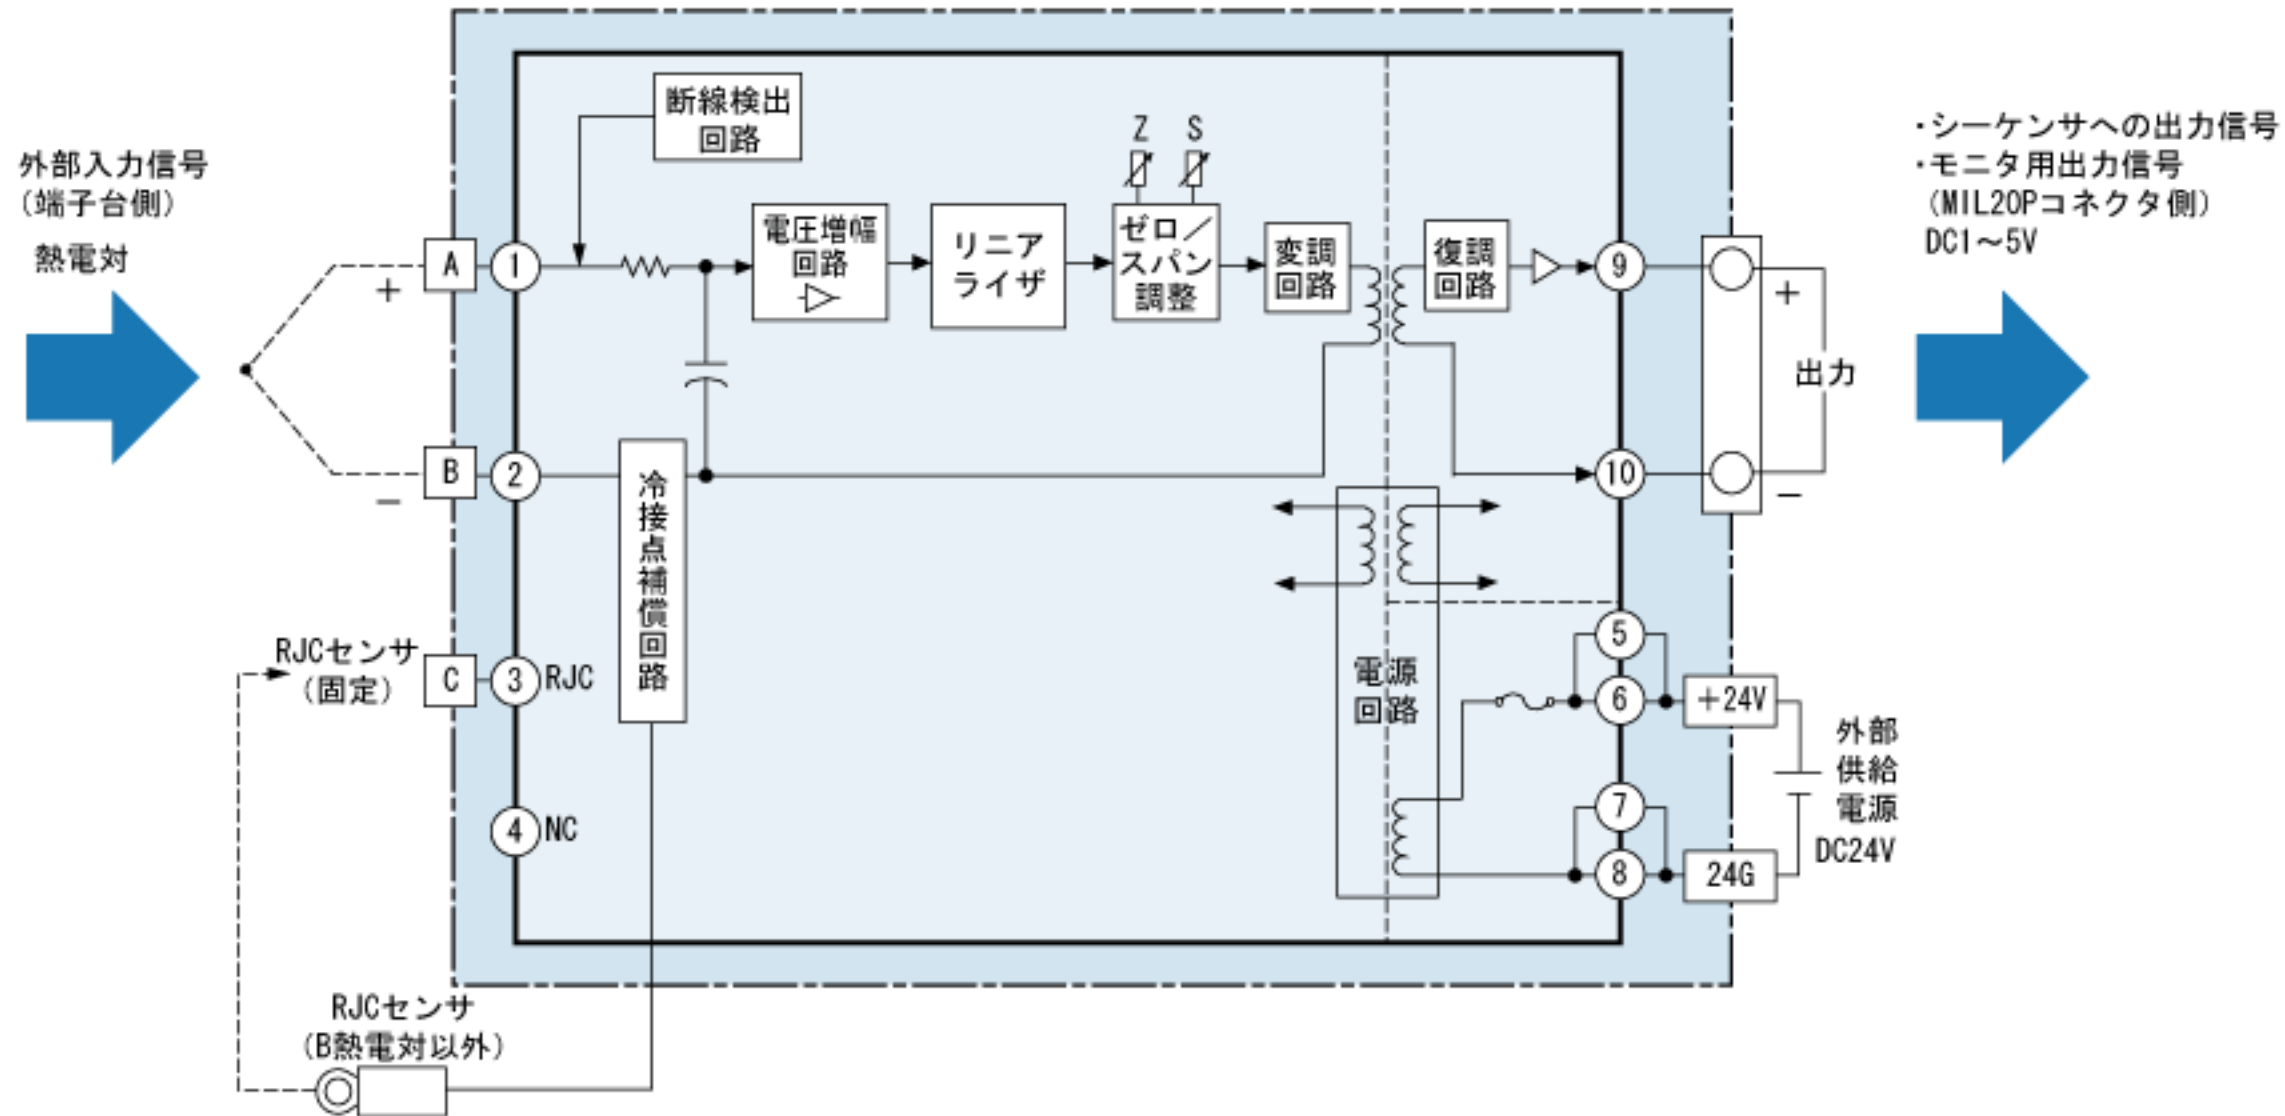 外部入力信号
(端子台側)
熱電対
断線検出
回路
Z
S
電圧増幅
回路
リニア
ライザ
ゼロ/
スパン
調整
変調
回路
復調
回路
A
1
+
9
+
・シーケンサへの出力信号
・モニタ用出力信号
(MIL20Pコネクタ側)
DC1~5V
出力
B
2
-
冷接点補償回路
10
-
RJCセンサ
(固定)
C
3
RJC
電源
回路
5
6
+24V
外部
供給
電源
DC24V
4
NC
7
8
24G
RJCセンサ
(B熱電対以外)